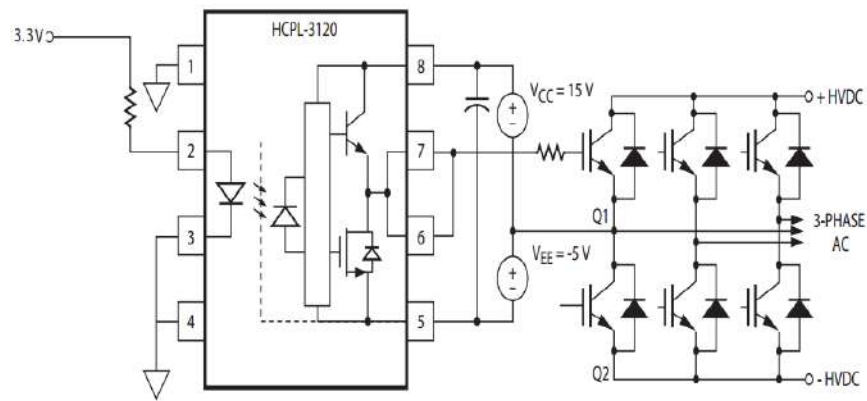 HCPL-3120
3.3V
1
2
3
4
8
7
6
5
VCC = 15 V
VEE = -5 V
+ HVDC
Q1
3-PHASE
AC
Q2
- HVDC